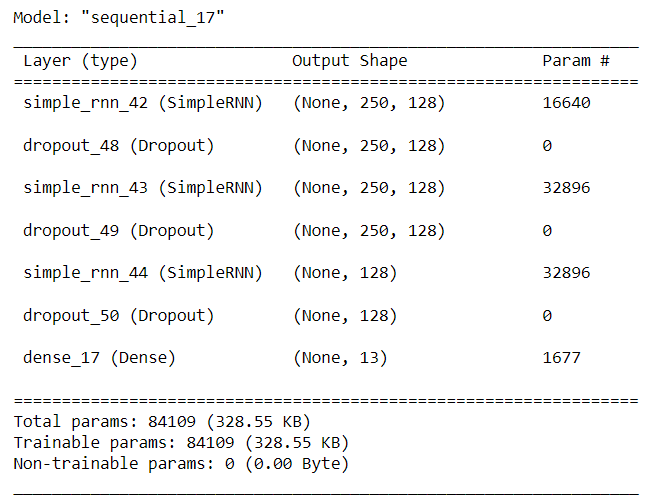 Model: "sequential_17"
_________________________________________________________________
Layer (type) Output Shape Param #
=================================================================
simple_rnn_42 (SimpleRNN) (None, 250, 128) 16640
dropout_48 (Dropout) (None, 250, 128) 0
simple_rnn_43 (SimpleRNN) (None, 250, 128) 32896
dropout_49 (Dropout) (None, 250, 128) 0
simple_rnn_44 (SimpleRNN) (None, 128) 32896
dropout_50 (Dropout) (None, 128) 0
dense_17 (Dense) (None, 13) 1677
=================================================================
Total params: 84109 (328.55 KB)
Trainable params: 84109 (328.55 KB)
Non-trainable params: 0 (0.00 Byte)
_________________________________________________________________